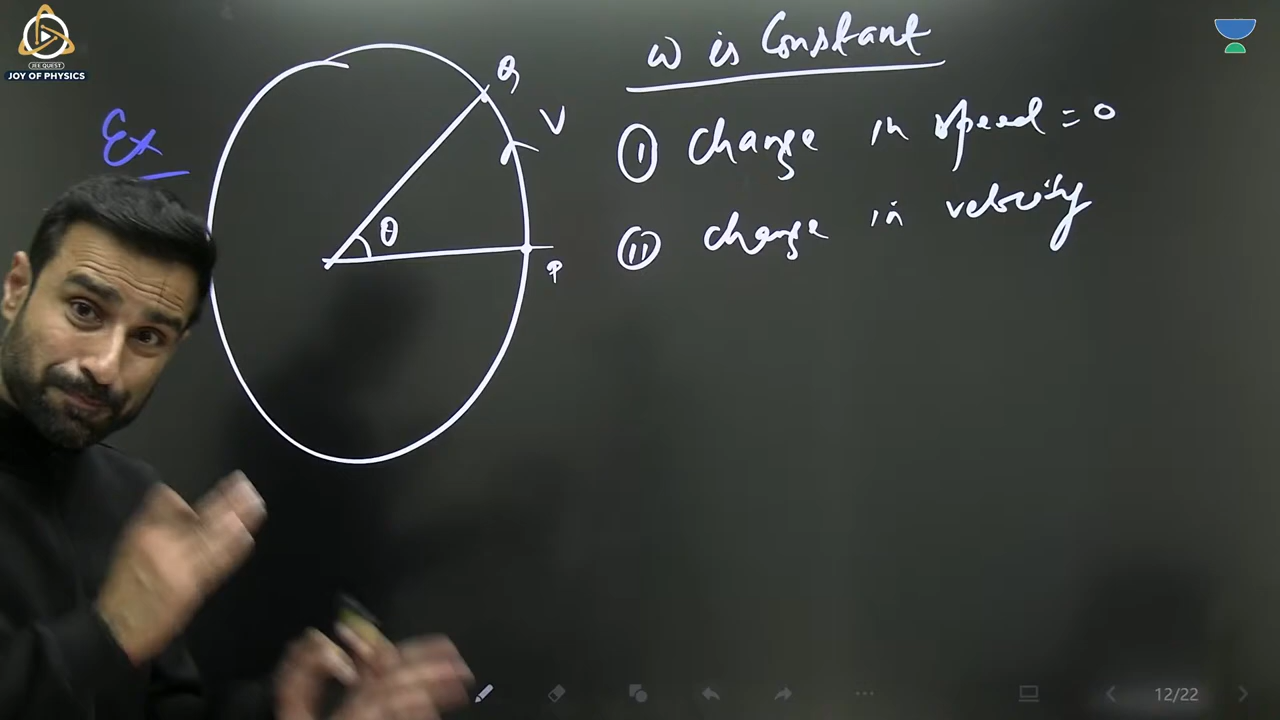 JEE QUEST
JOY OF PHYSICS
Ex
Q
V
θ
P
ω is Constant
I change in speed = 0
II change in velocity
12/22